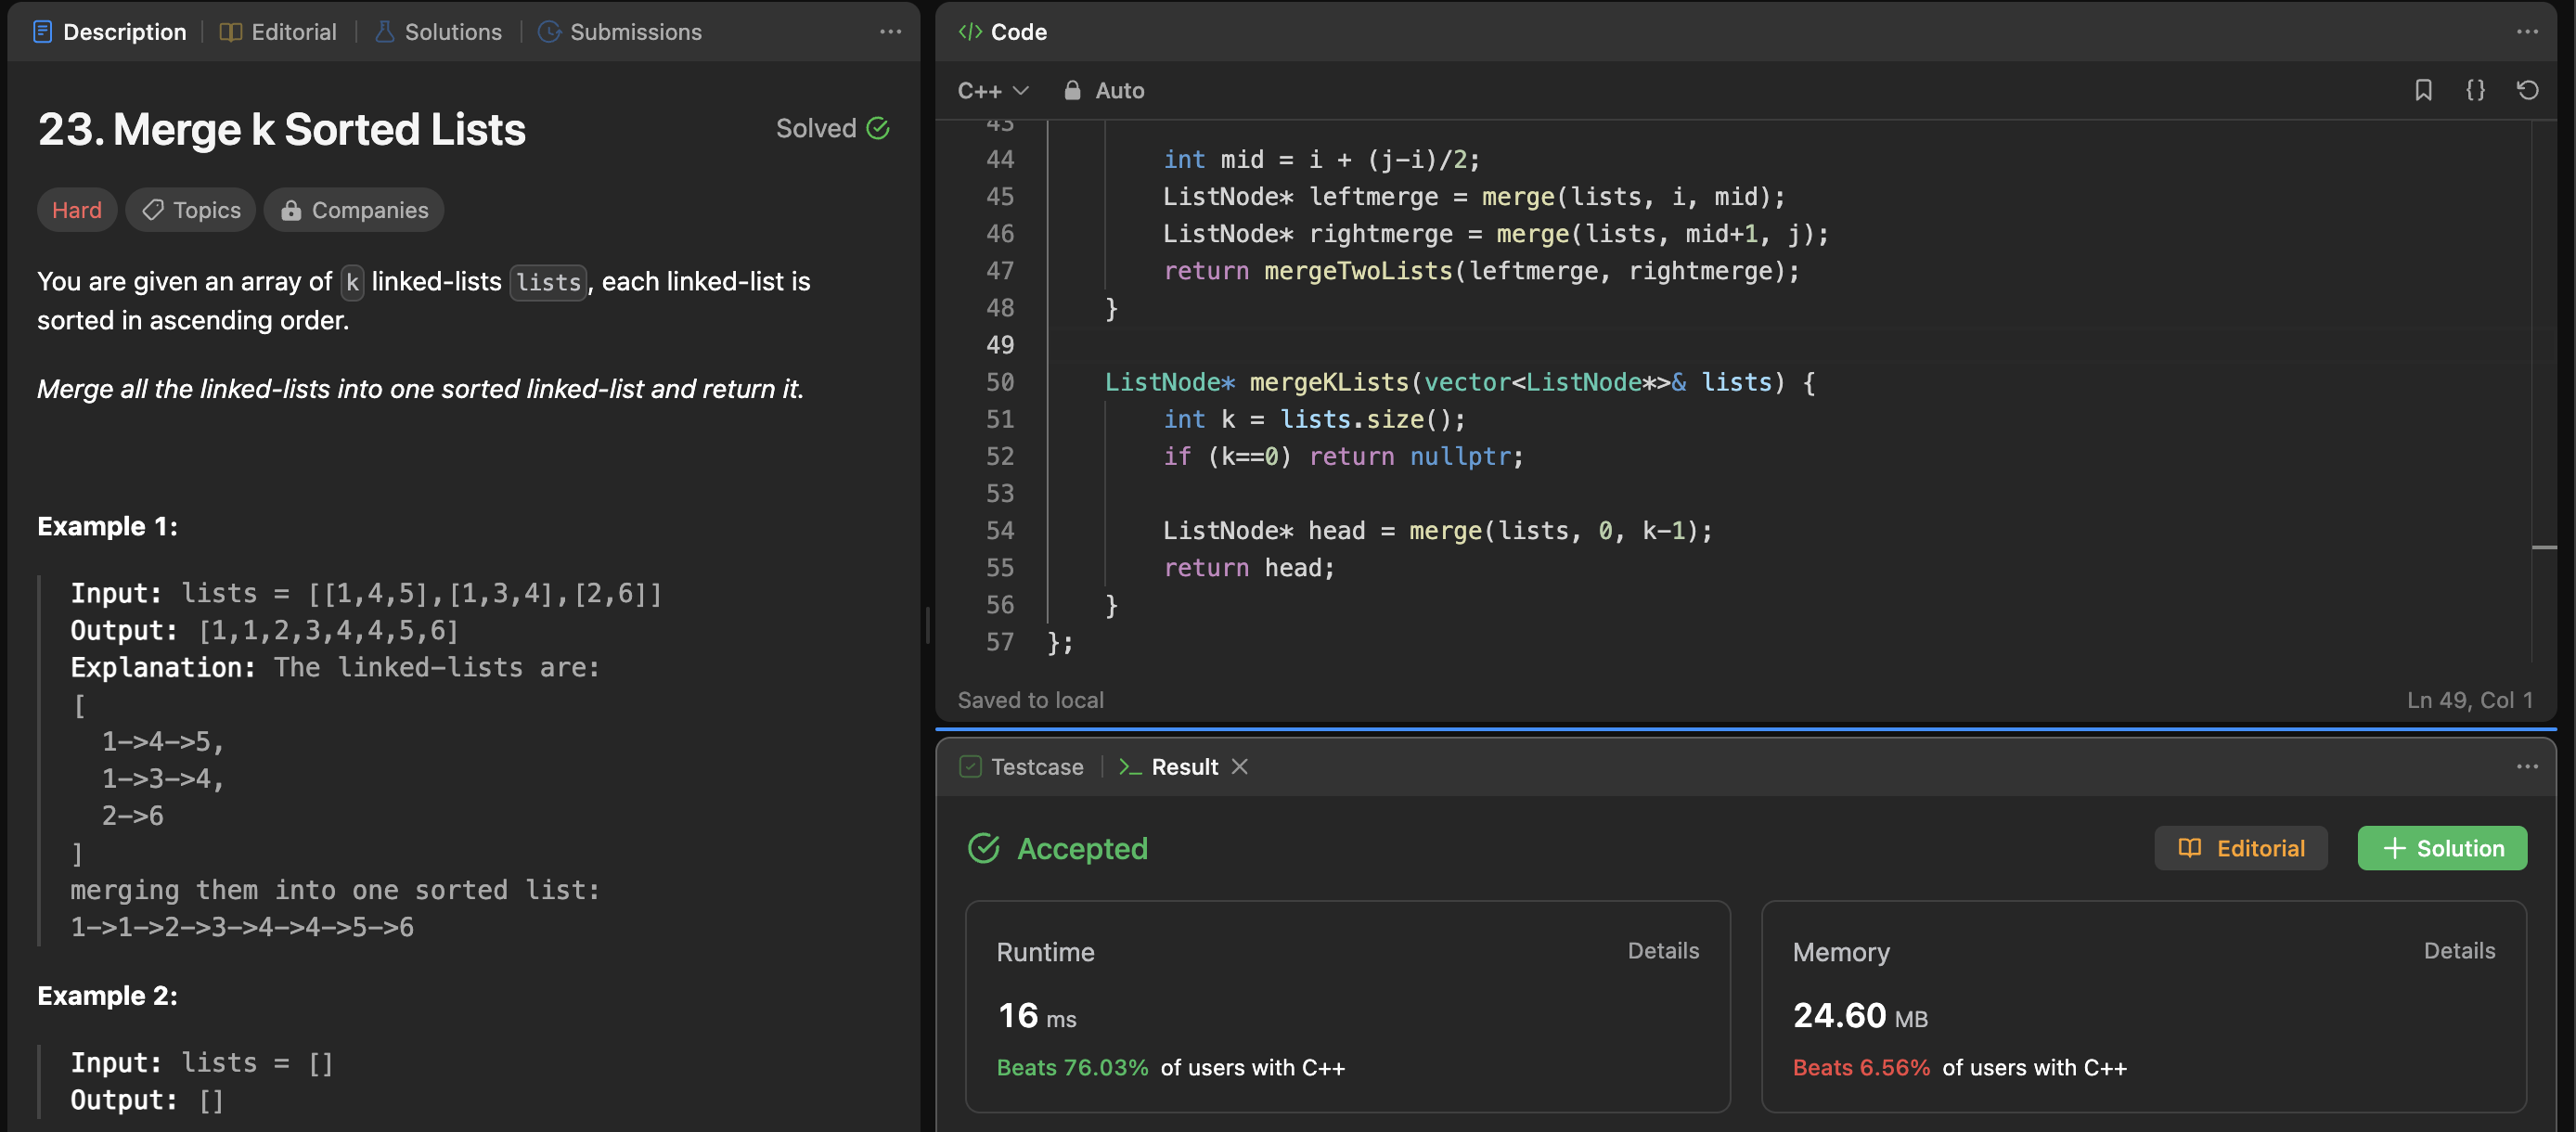 Description
Editorial
Solutions
Submissions
23. Merge k Sorted Lists
Solved
Hard
Topics
Companies
You are given an array of k linked-lists lists, each linked-list is
sorted in ascending order.
Merge all the linked-lists into one sorted linked-list and return it.
Example 1:
Input: lists = [[1,4,5],[1,3,4],[2,6]]
Output: [1,1,2,3,4,4,5,6]
Explanation: The linked-lists are:
[
  1->4->5,
  1->3->4,
  2->6
]
merging them into one sorted list:
1->1->2->3->4->4->5->6
Example 2:
Input: lists = []
Output: []
</> Code
C++
Auto
43
44 int mid = i + (j-i)/2;
45 ListNode* leftmerge = merge(lists, i, mid);
46 ListNode* rightmerge = merge(lists, mid+1, j);
47 return mergeTwoLists(leftmerge, rightmerge);
48 }
49
50 ListNode* mergeKLists(vector<ListNode*>& lists) {
51 int k = lists.size();
52 if (k==0) return nullptr;
53
54 ListNode* head = merge(lists, 0, k-1);
55 return head;
56 }
57 };
Saved to local
Ln 49, Col 1
Testcase
Result
Accepted
Editorial
Solution
Runtime
Details
16 ms
Beats 76.03% of users with C++
Memory
Details
24.60 MB
Beats 6.56% of users with C++